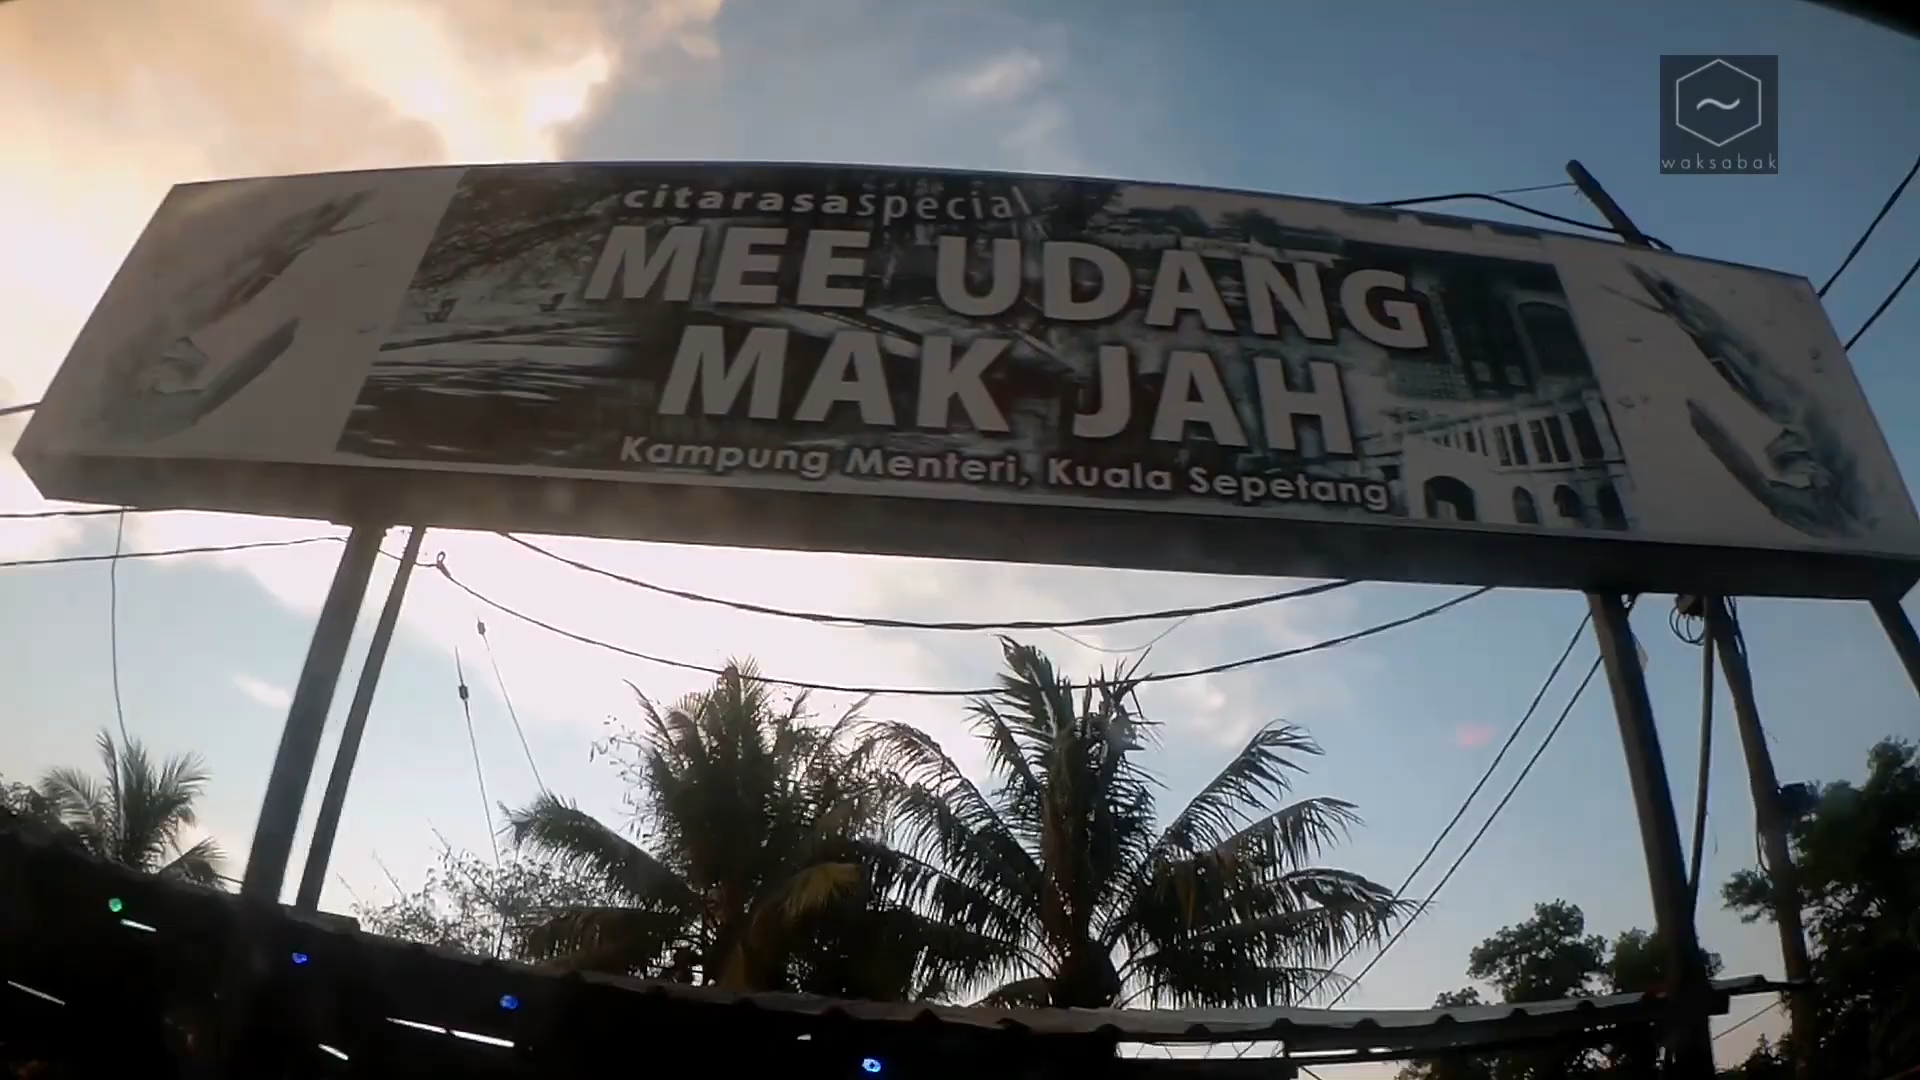 waksabak
citarasaspecial
MEE UDANG
MAK JAH
Kampung Menteri, Kuala Sepetang